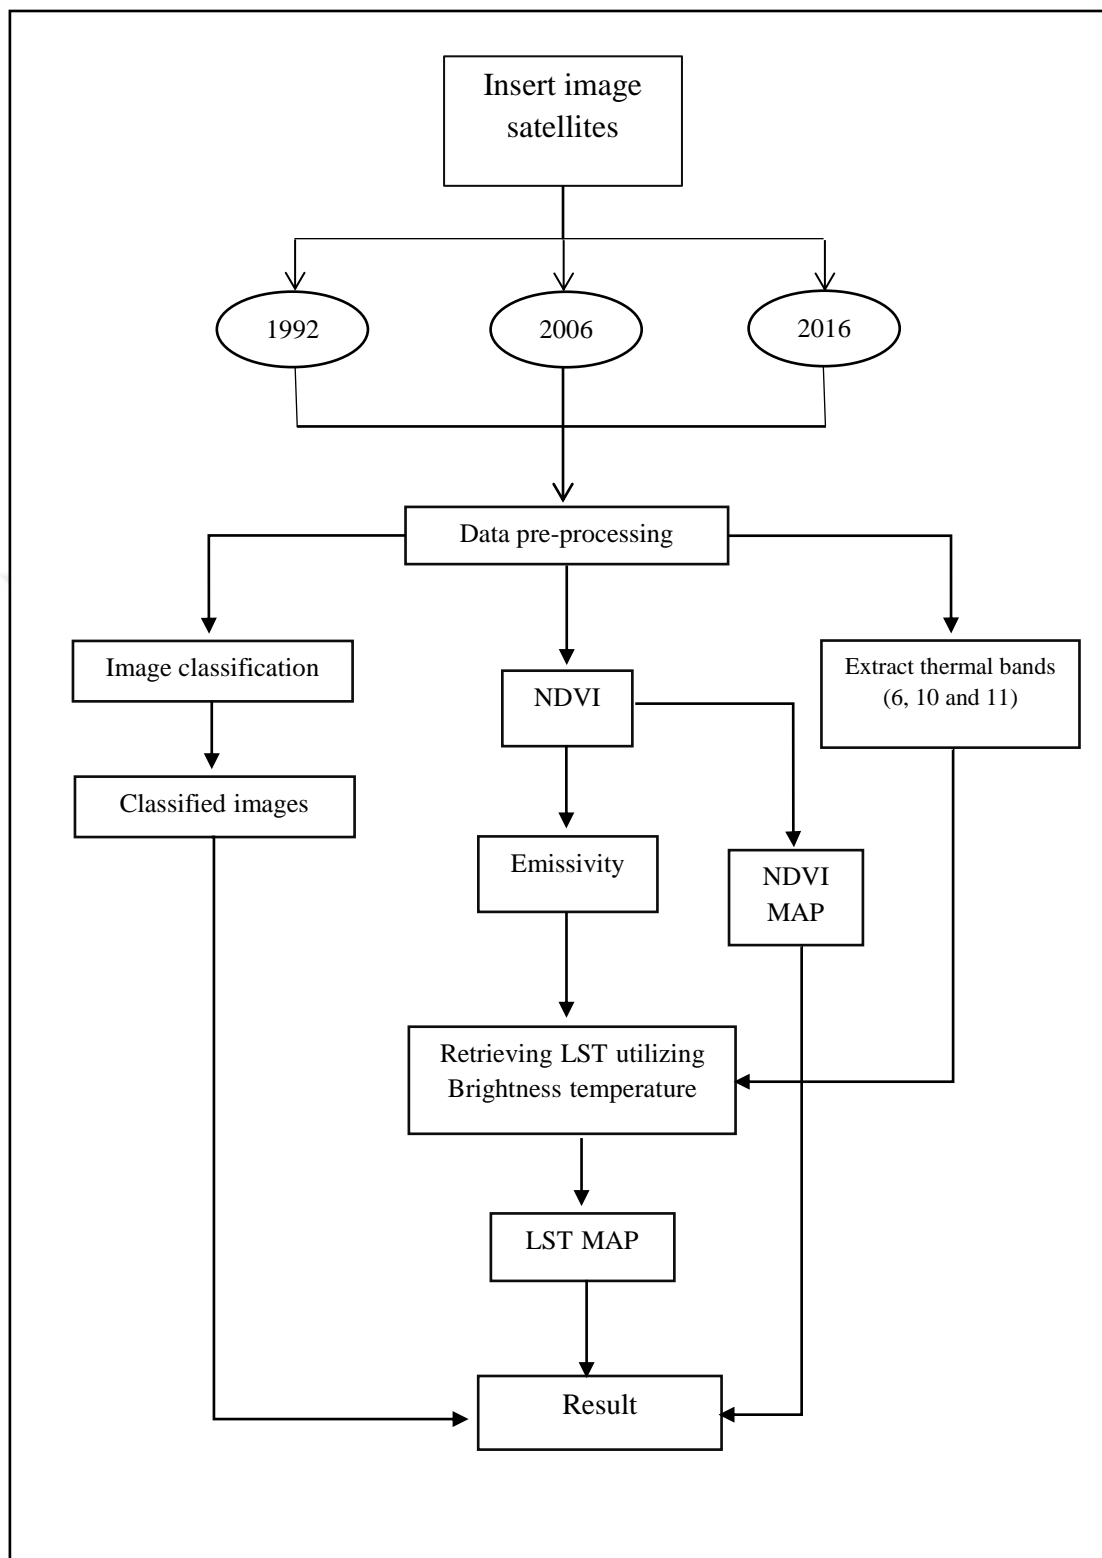 Insert image
satellites
1992
2006
2016
Data pre-processing
Image classification
NDVI
Extract thermal bands
(6, 10 and 11)
Classified images
Emissivity
NDVI
MAP
Retrieving LST utilizing
Brightness temperature
LST MAP
Result